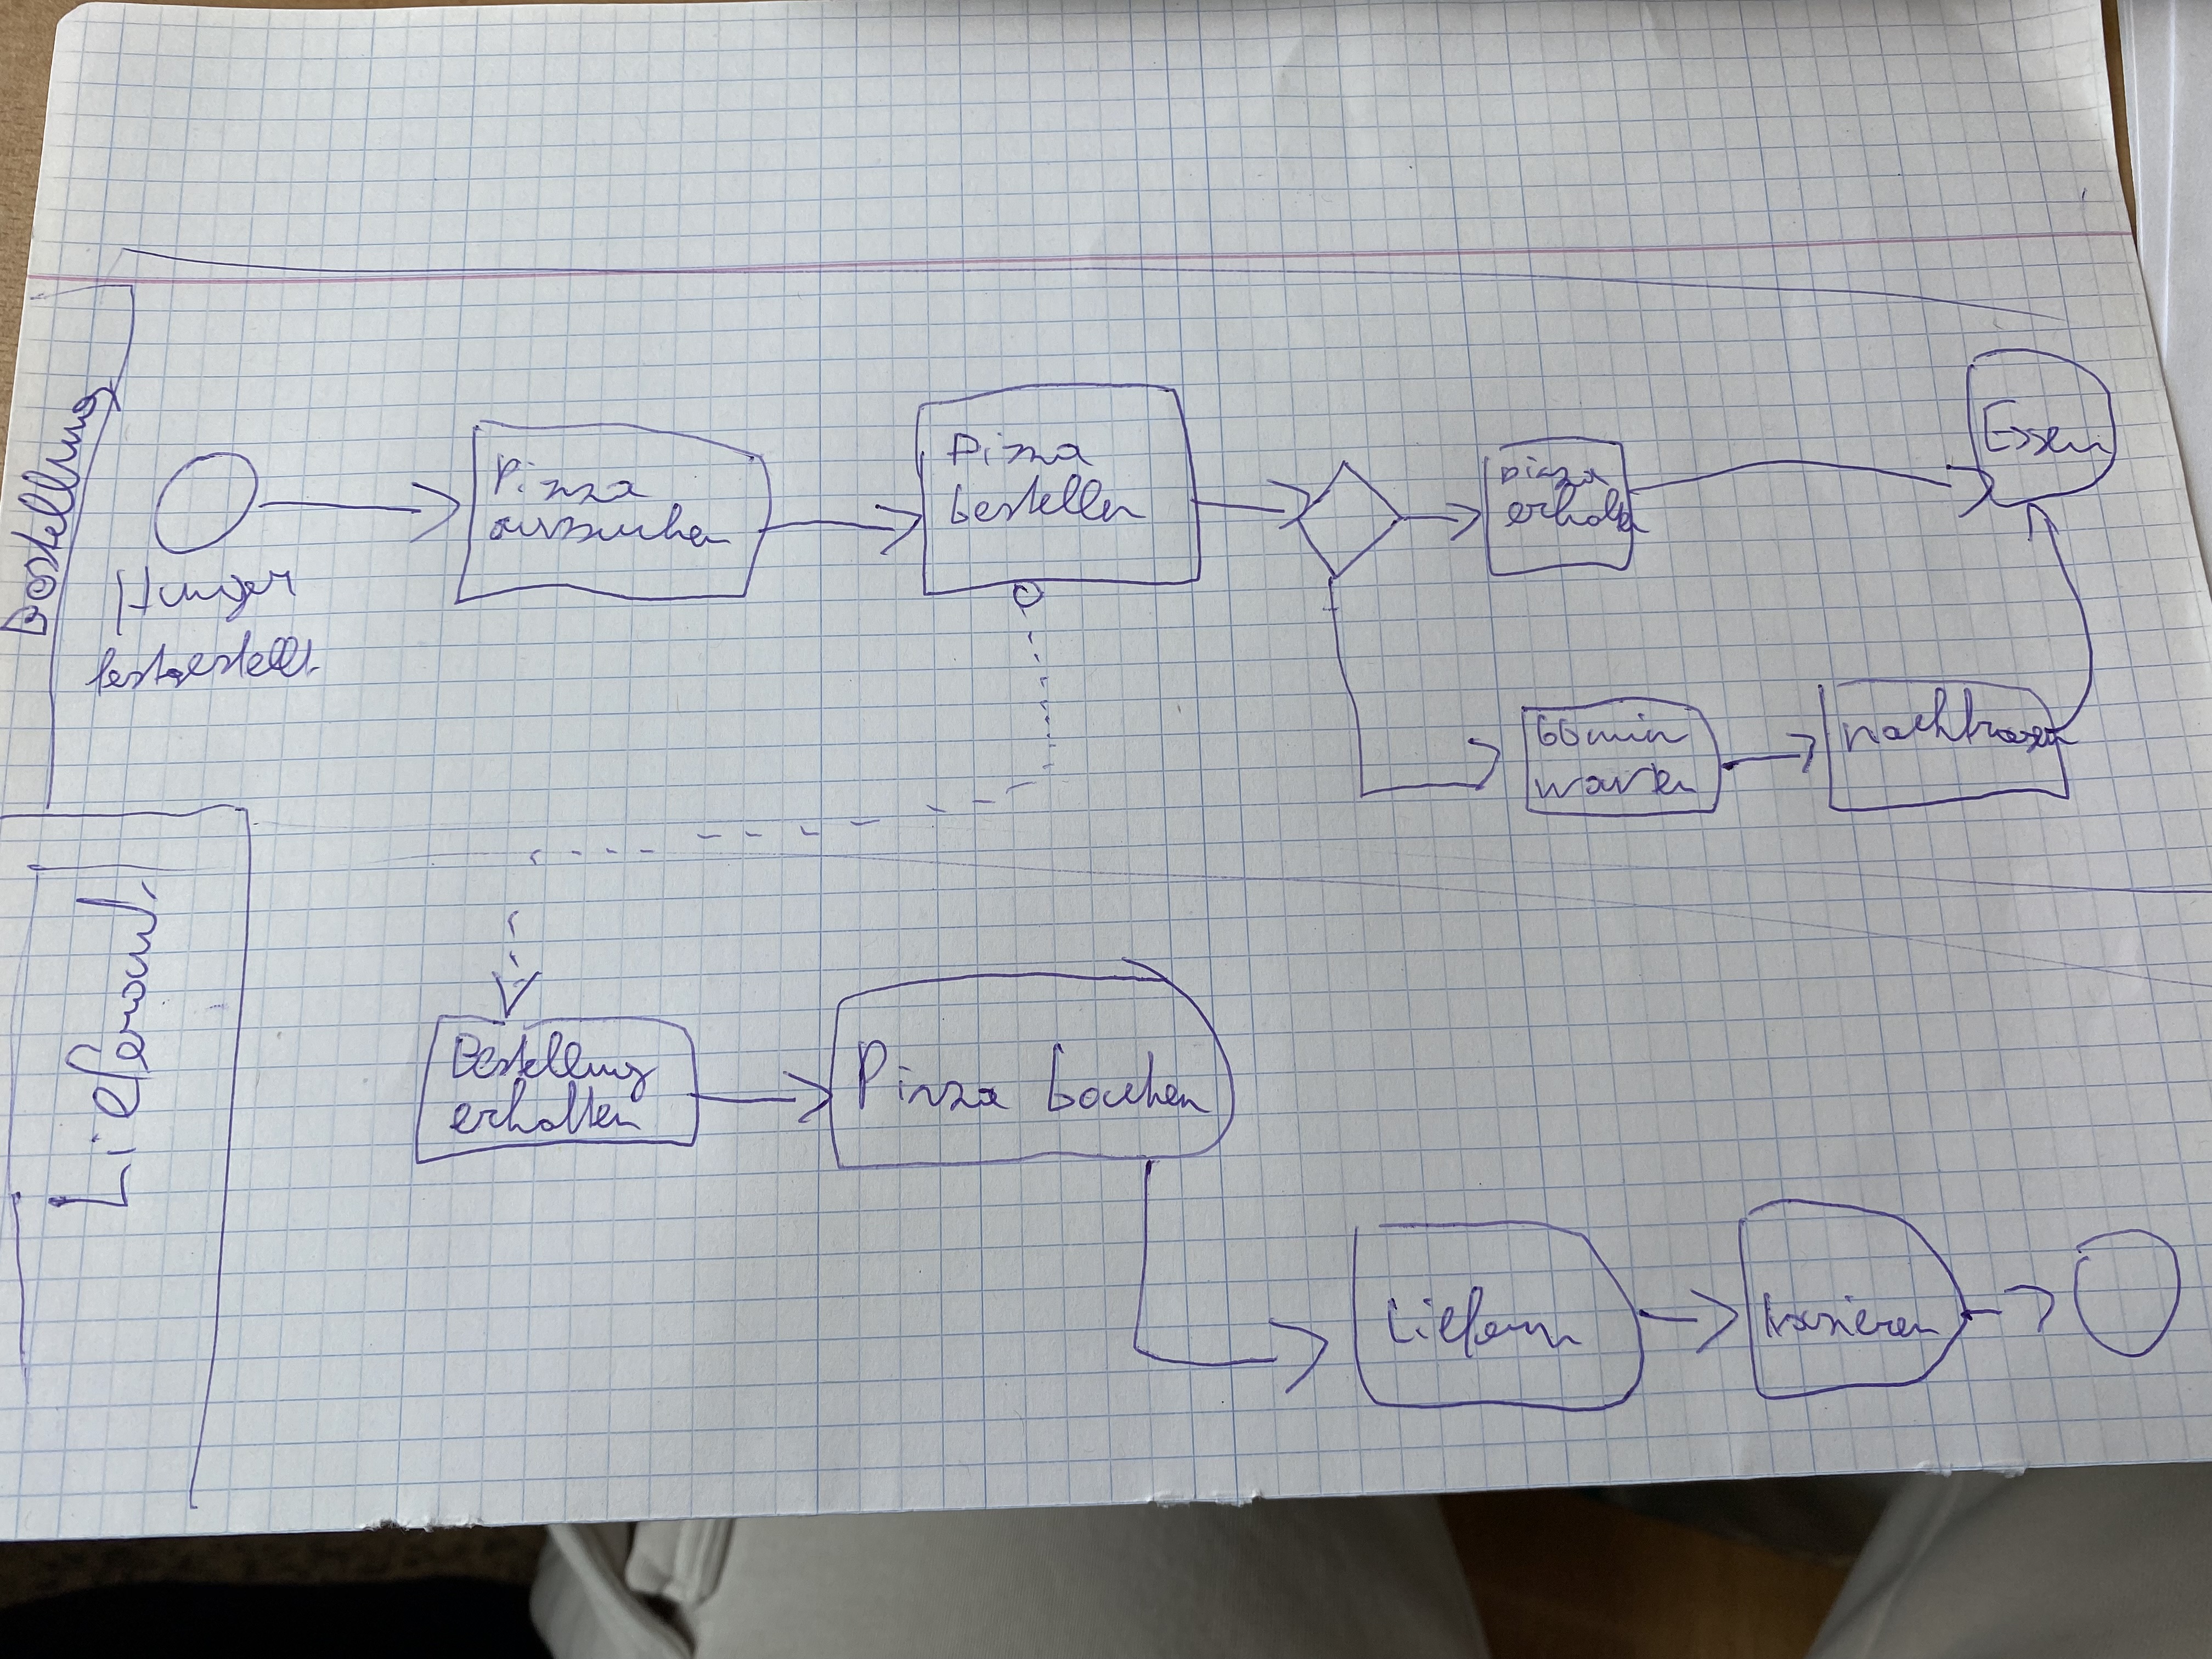 Bestellung
Hunger
festgestellt.
Pizza
aussuchen
Pizza
bestellen
pizza
erhalten
60 min
warten
nachfragen
Essen
Lieferant.
Bestellung
erhalten
Pizza backen
Liefern
kassieren